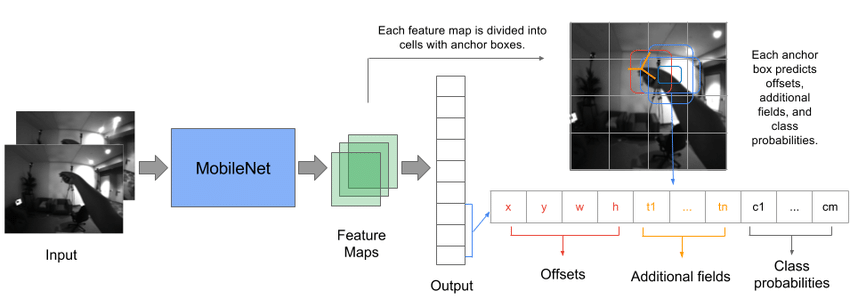 Each feature map is divided into
cells with anchor boxes.
Each anchor
box predicts
offsets,
additional
fields, and
class
probabilities.
MobileNet
Input
Feature
Maps
Output
x y w h t1 ... tn c1 ... cm
Offsets
Additional fields
Class
probabilities